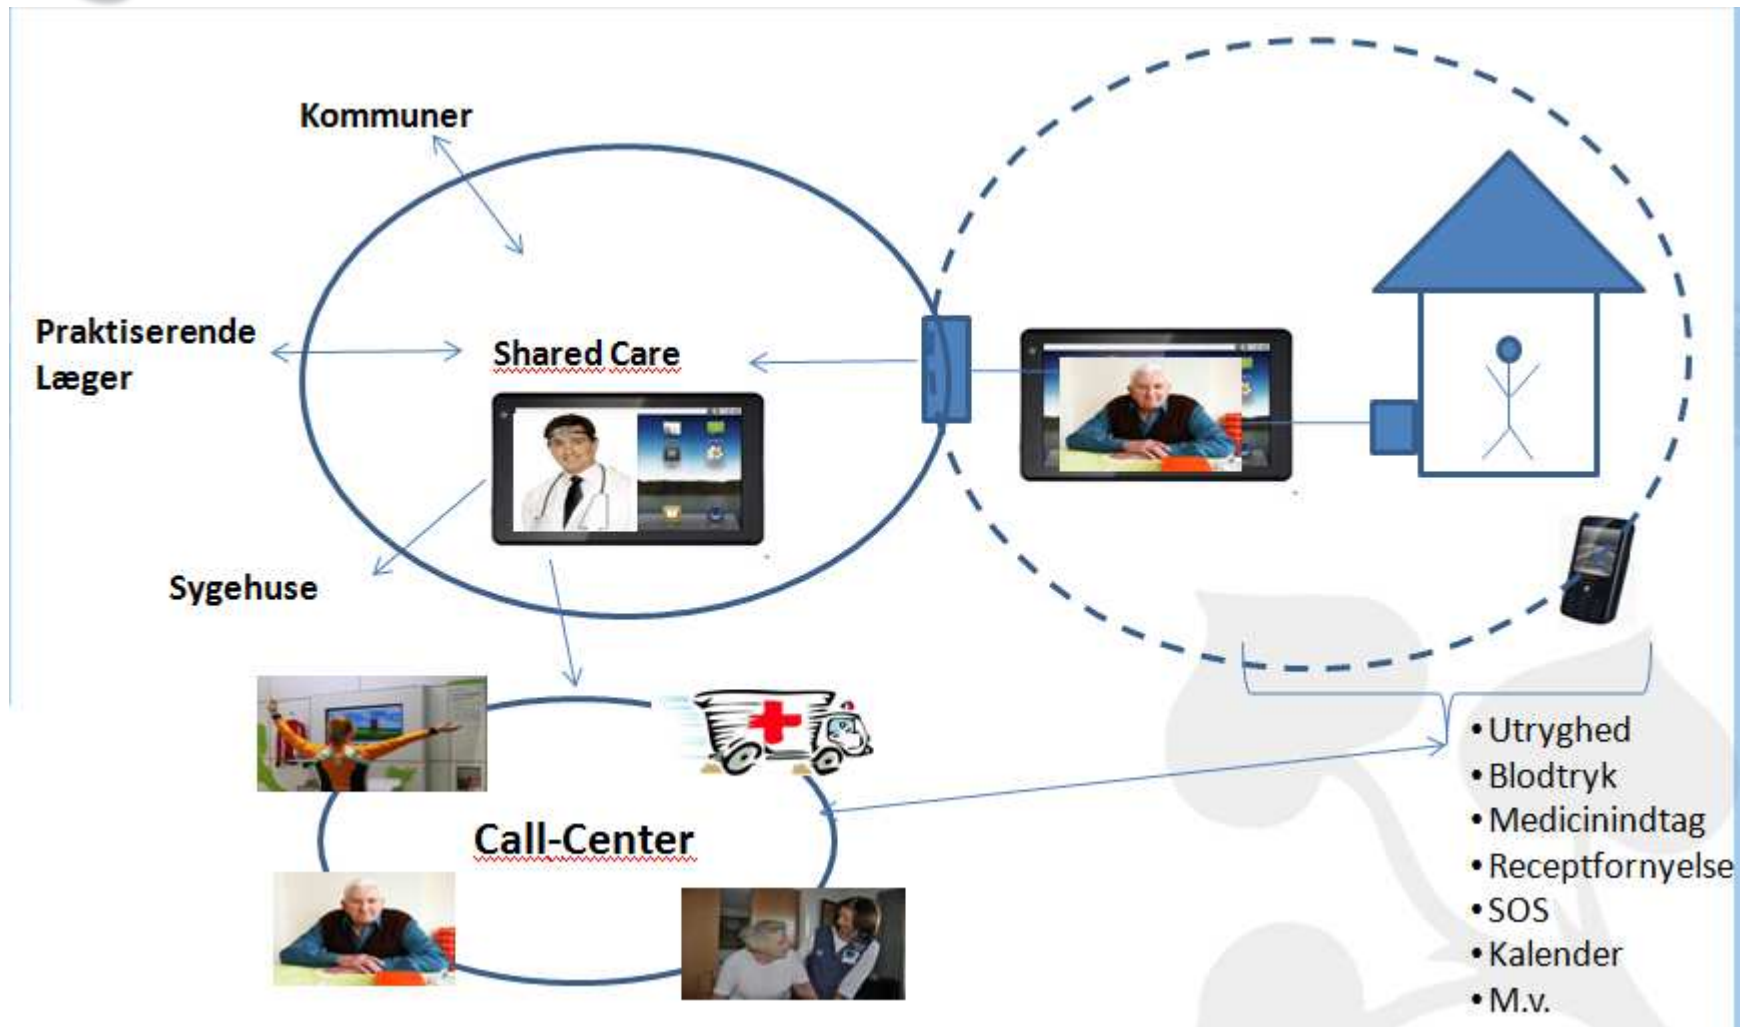 Kommuner
Praktiserende
Læger
Shared Care
Sygehuse
Call-Center
• Utryghed
• Blodtryk
• Medicinindtag
• Receptfornyelse
• SOS
• Kalender
• M.v.